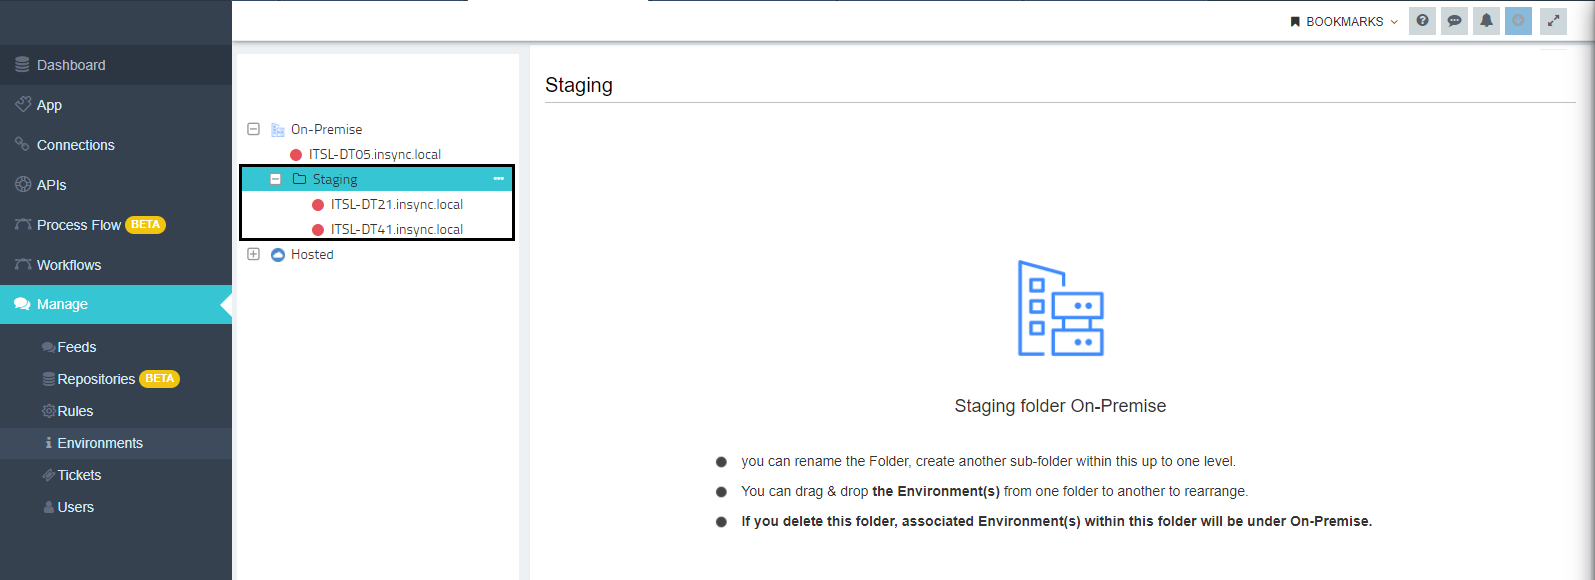 BOOKMARKS
Dashboard
App
Connections
APIs
Process Flow BETA
Workflows
Manage
Feeds
Repositories BETA
Rules
Environments
Tickets
Users
On-Premise
ITSL-DT05.insync.local
Staging
ITSL-DT21.insync.local
ITSL-DT41.insync.local
Hosted
Staging
Staging folder On-Premise
you can rename the Folder, create another sub-folder within this up to one level.
You can drag & drop the Environment(s) from one folder to another to rearrange.
If you delete this folder, associated Environment(s) within this folder will be under On-Premise.